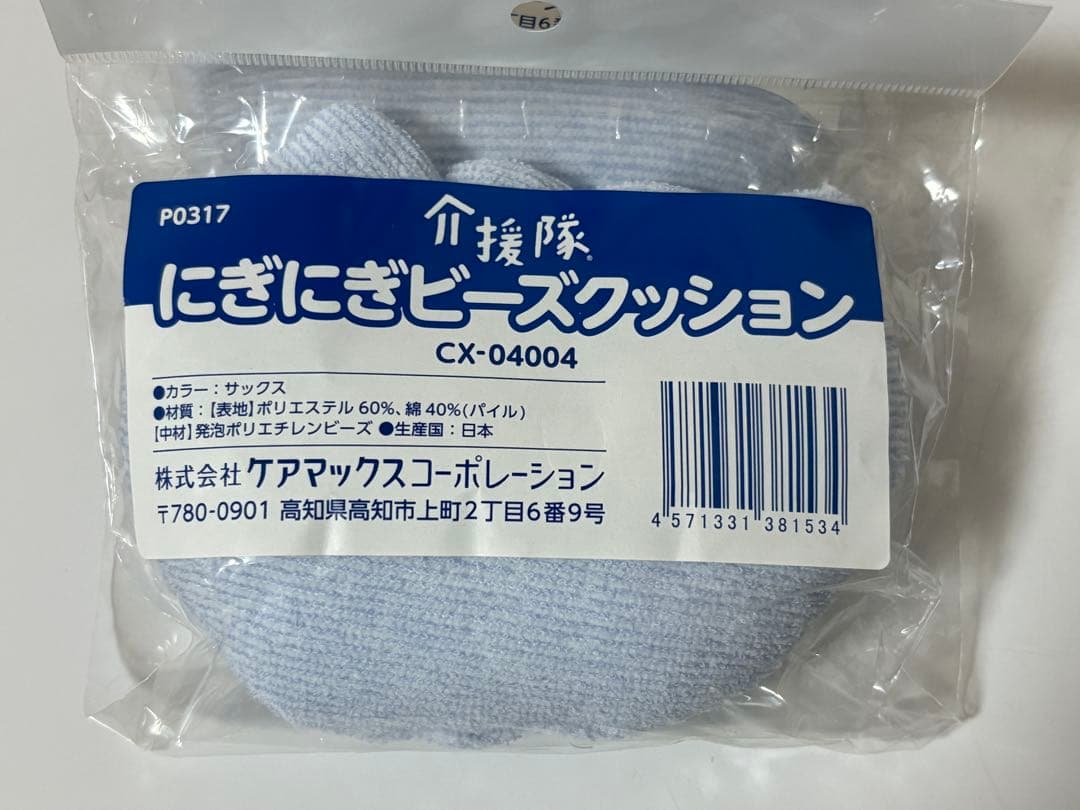 目6番
P0317
介援隊®
にぎにぎビーズクッション
CX-04004
●カラー：サックス
●材質：【表地】ポリエステル 60%、綿 40%(パイル)
【中材】発泡ポリエチレンビーズ ●生産国：日本
株式会社ケアマックスコーポレーション
〒780-0901 高知県高知市上町2丁目6番9号
4 571331 381534